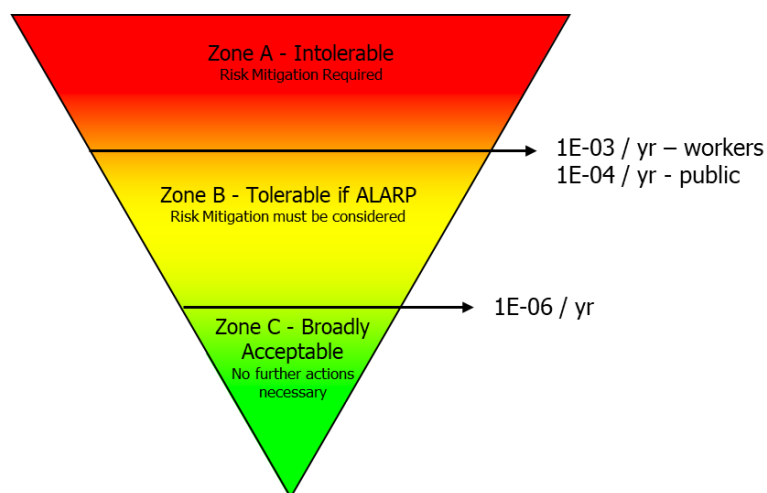 Zone A - Intolerable
Risk Mitigation Required
1E-03 / yr – workers
1E-04 / yr - public
Zone B - Tolerable if ALARP
Risk Mitigation must be considered
1E-06 / yr
Zone C - Broadly
Acceptable
No further actions
necessary